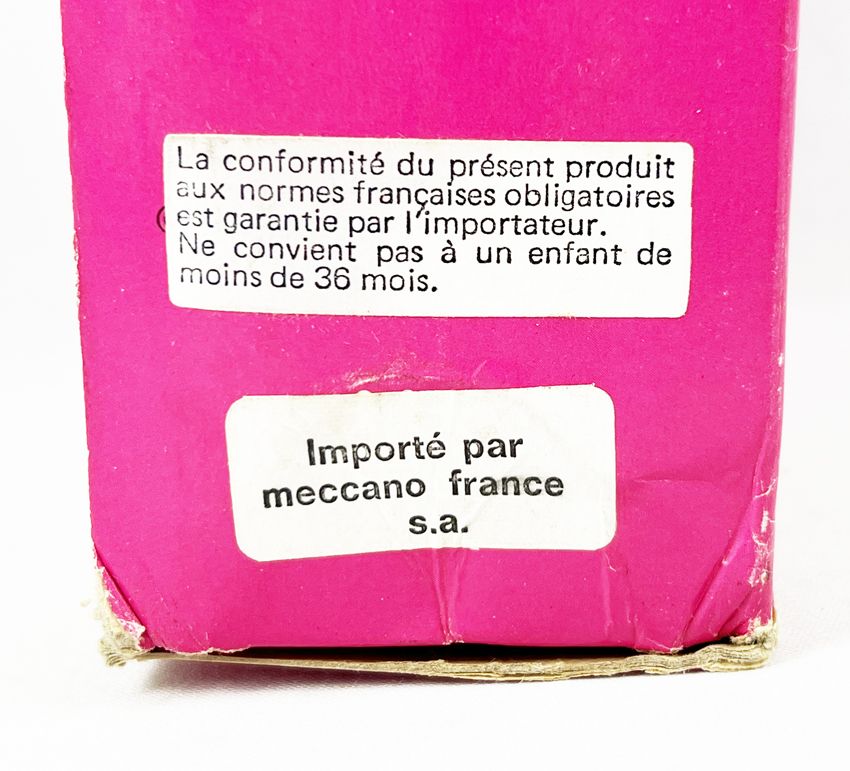 La conformité du présent produit
aux normes françaises obligatoires
est garantie par l'importateur.
Ne convient pas à un enfant de
moins de 36 mois.
Importé par
meccano france
s.a.